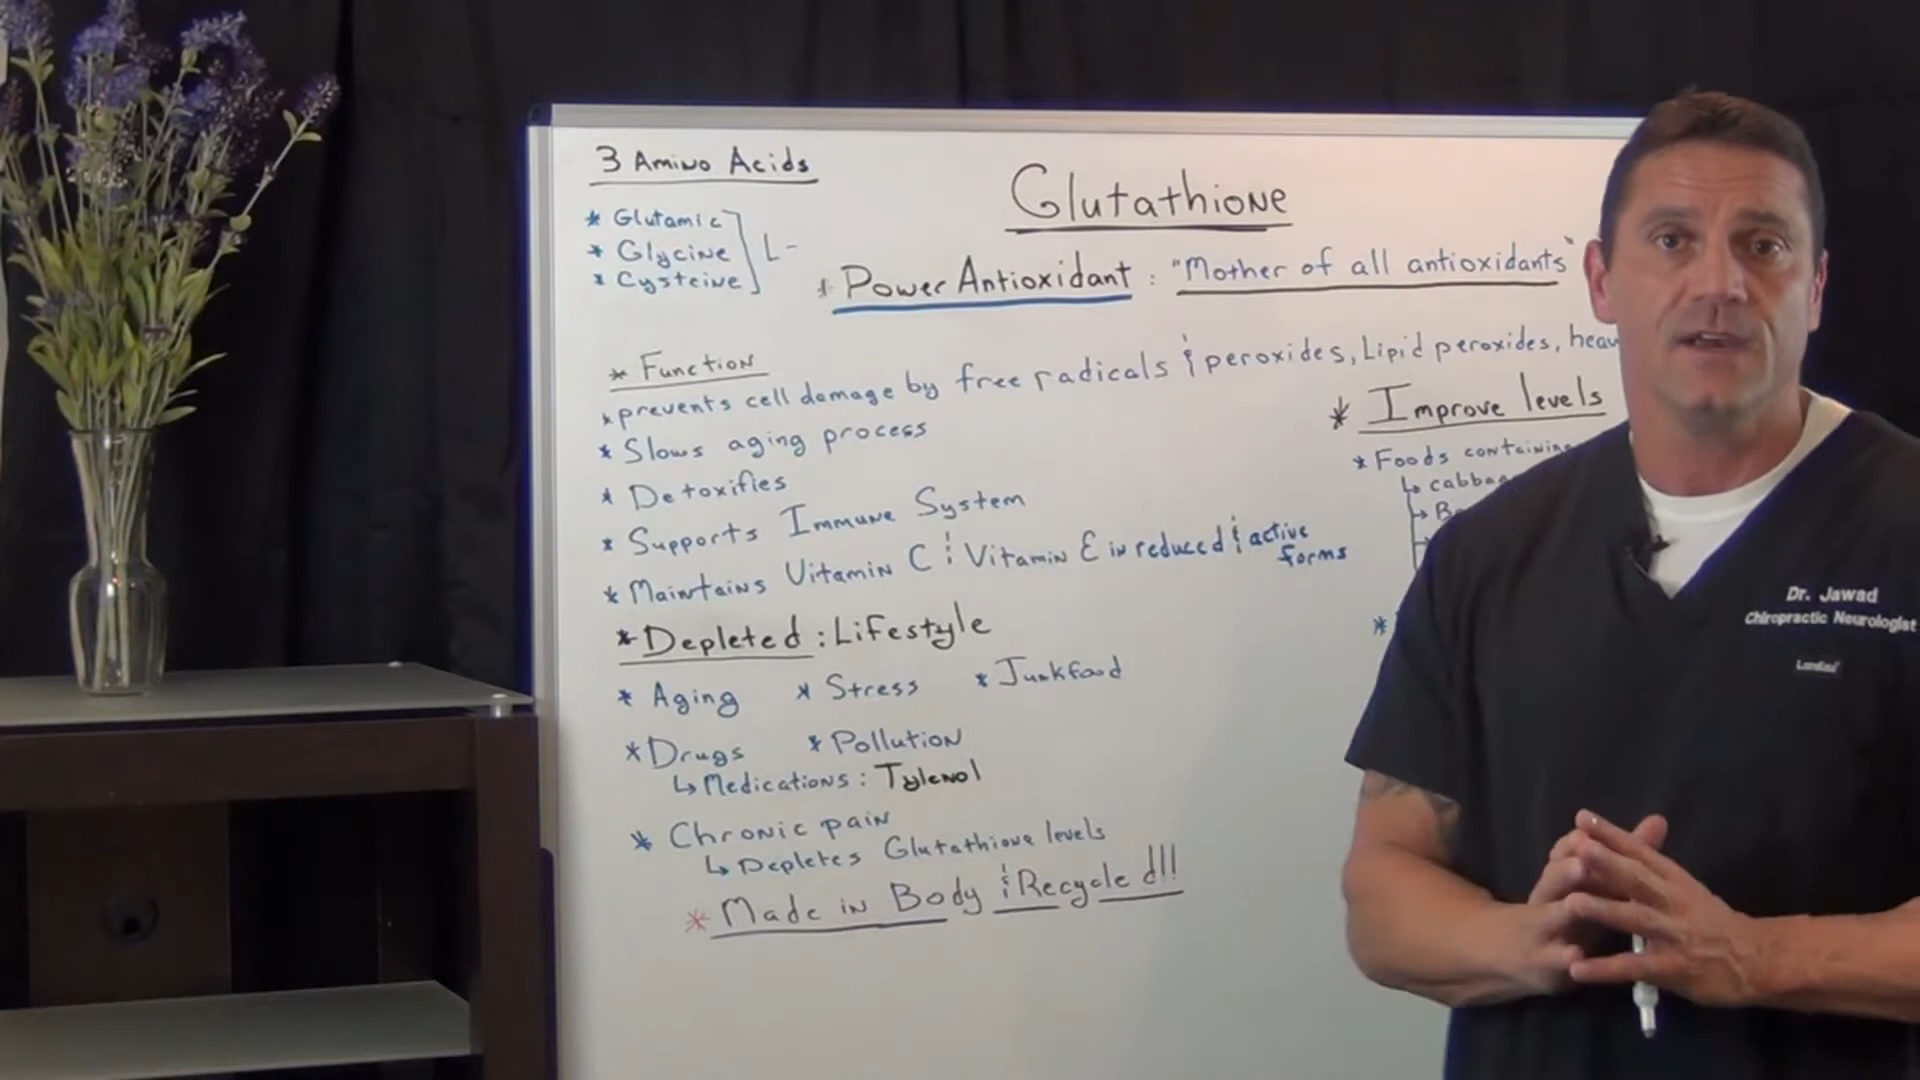 3 Amino Acids
* Glutamic
* Glycine
* Cysteine
L-
Glutathione
* Power Antioxidant : "Mother of all antioxidants"
* Function
* prevents cell damage by free radicals & peroxides, Lipid peroxides,
* Slows aging process
* Detoxifies
* Supports Immune System
* Maintains Vitamin C & Vitamin E in reduced & active forms
* Depleted : Lifestyle
* Aging * Stress * Junkfood
* Drugs * Pollution
↳ Medications : Tylenol
* Chronic pain
↳ Depletes Glutathione levels
* Made in Body & Recycled!!
* Improve levels
* Foods containing
Dr. Jawad
Chiropractic Neurologist
Landau